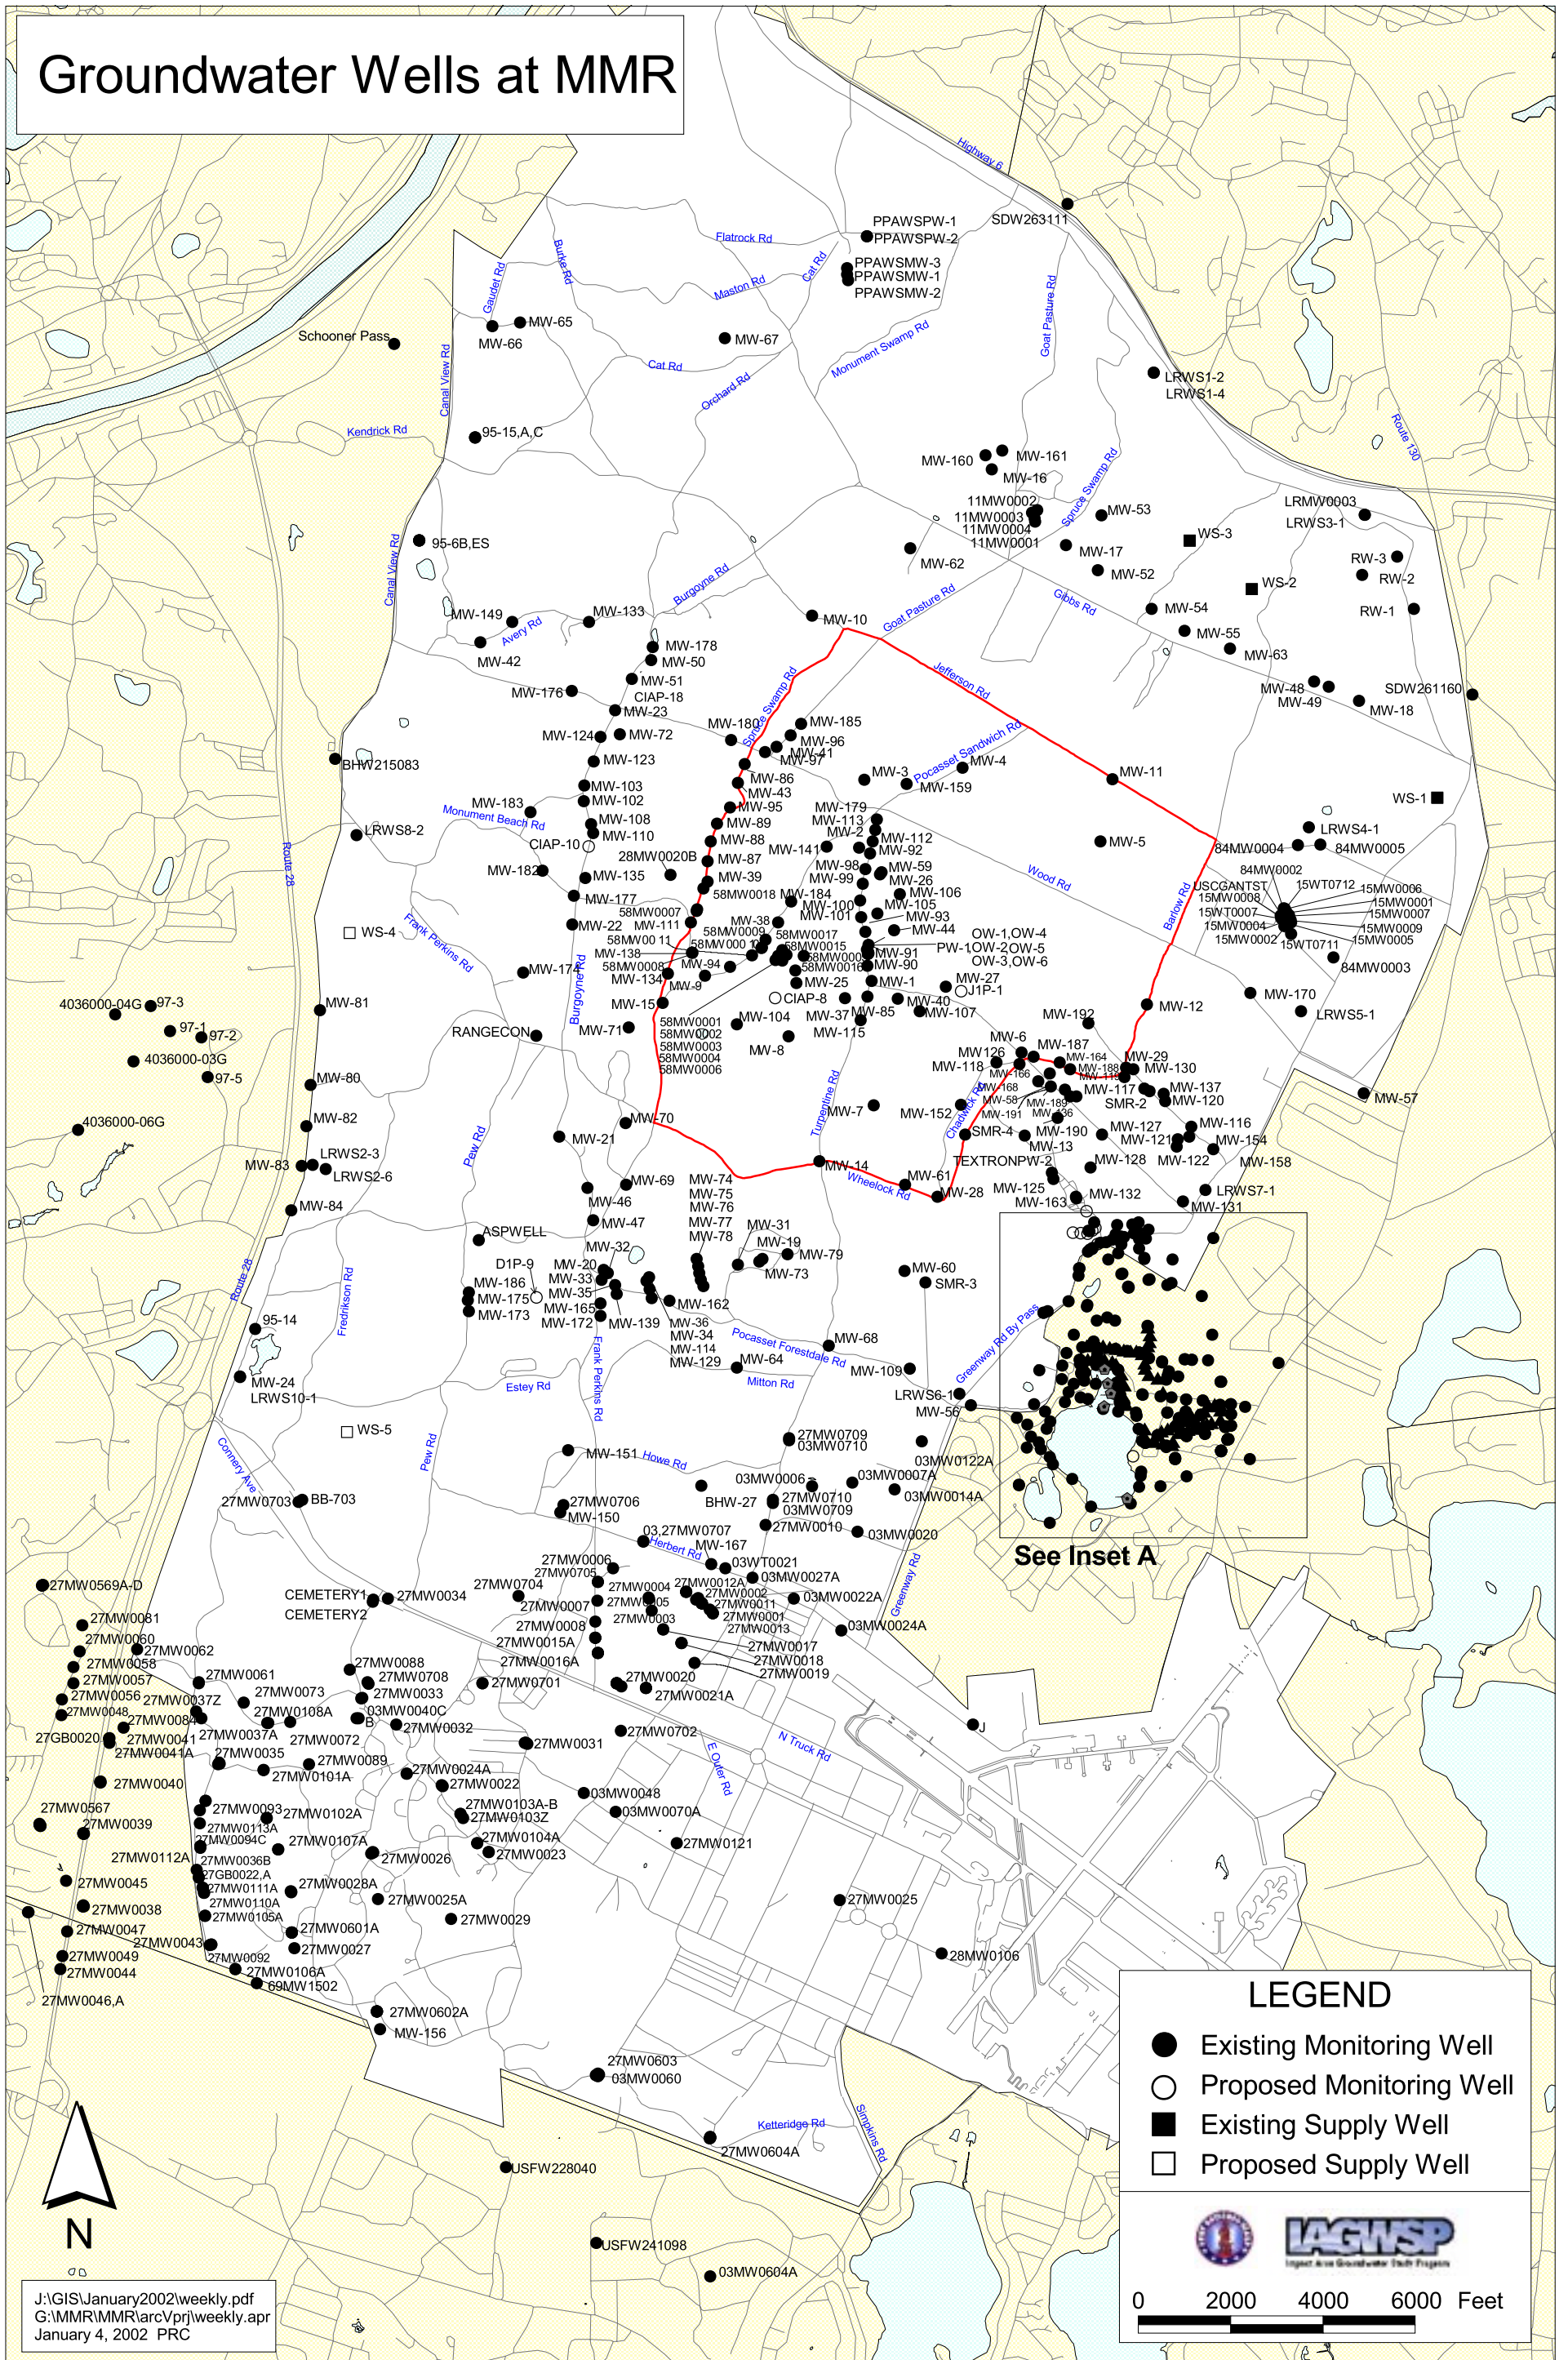 Groundwater Wells at MMR
Highway 6
SDW263111
PPAWSPW-1
PPAWSPW-2
PPAWSMW-3
PPAWSMW-1
PPAWSMW-2
Flatrock Rd
Burke Rd
Gaudet Rd
Maston Rd
Cat Rd
Goat Pasture Rd
MW-65
MW-66
Schooner Pass
MW-67
Monument Swamp Rd
Canal View Rd
Cat Rd
Orchard Rd
LRWS1-2
LRWS1-4
Route 130
Kendrick Rd
95-15,A,C
MW-160
MW-161
MW-16
Spruce Swamp Rd
11MW0002
11MW0003
11MW0004
11MW0001
MW-53
LRMW0003
LRWS3-1
WS-3
95-6B,ES
Canal View Rd
MW-62
MW-17
MW-52
RW-3
RW-2
WS-2
RW-1
Burgoyne Rd
Goat Pasture Rd
Gibbs Rd
MW-54
MW-149
MW-133
Avery Rd
MW-10
MW-55
MW-42
MW-178
MW-50
MW-63
MW-51
CIAP-18
MW-176
MW-23
Spruce Swamp Rd
Jefferson Rd
MW-48
MW-49
MW-18
SDW261160
MW-180
MW-185
MW-124
MW-72
MW-96
MW-41
MW-97
Pocasset Sandwich Rd
BHW215083
MW-123
MW-86
MW-43
MW-3
MW-4
MW-159
MW-11
MW-103
MW-102
MW-183
Monument Beach Rd
MW-95
MW-179
MW-113
MW-2
WS-1
LRWS8-2
MW-108
MW-110
CIAP-10
MW-89
MW-88
MW-112
MW-92
MW-141
MW-5
LRWS4-1
84MW0004
84MW0005
Route 28
28MW0020B
MW-87
MW-182
MW-135
MW-39
MW-98
MW-99
MW-59
MW-26
Wood Rd
84MW0002
USCGANTST
15WT0712
15MW0006
15MW0008
15MW0001
15WT0007
15MW0007
15MW0004
15MW0009
15MW0002
15WT0711
15MW0005
84MW0003
MW-177
58MW0018
MW-184
MW-100
MW-106
MW-105
MW-101
Barlow Rd
58MW0007
MW-111
MW-38
MW-93
MW-44
WS-4
Frank Perkins Rd
MW-22
58MW0009
58MW0017
58MW0015
OW-1,OW-4
PW-1,OW-2,OW-5
OW-3,OW-6
MW-138
58MW0008
MW-134
MW-94
MW-9
58MW0016
MW-91
MW-90
MW-174
Burgoyne Rd
MW-25
MW-1
MW-27
J1P-1
MW-170
4036000-04G
97-3
MW-81
MW-15
CIAP-8
MW-37
MW-85
MW-40
MW-107
MW-12
LRWS5-1
97-1
97-2
RANGECON
MW-71
58MW0001
58MW0002
58MW0003
58MW0004
58MW0006
MW-104
MW-8
MW-115
MW-192
4036000-03G
97-5
MW-6
MW126
MW-118
MW-187
MW-164
MW-188
MW-29
MW-130
MW-166
MW-80
MW-168
MW-58
MW-189
MW-191
MW-117
SMR-2
MW-137
MW-120
MW-57
MW-7
MW-152
Chadwick Rd
Turpentine Rd
4036000-06G
MW-82
MW-70
MW-21
SMR-4
MW-190
MW-13
MW-127
MW-121
MW-116
MW-154
MW-122
MW-158
Pew Rd
MW-83
LRWS2-3
LRWS2-6
MW-14
TEXTRONPW-2
MW-128
MW-69
MW-46
MW-74
MW-75
MW-76
MW-77
MW-78
Wheelock Rd
MW-61
MW-28
MW-125
MW-163
MW-132
LRWS7-1
MW-131
MW-84
MW-47
ASPWELL
MW-31
MW-19
MW-79
MW-73
MW-32
MW-20
MW-33
MW-35
MW-165
MW-172
D1P-9
MW-186
MW-175
MW-173
MW-60
SMR-3
Route 28
Fredrikson Rd
MW-139
MW-162
MW-36
MW-34
MW-114
MW-129
95-14
Pocasset Forestdale Rd
MW-68
Greenway Rd By Pass
MW-64
Mitton Rd
MW-109
MW-24
LRWS10-1
Estey Rd
Frank Perkins Rd
LRWS6-1
MW-56
WS-5
Connery Ave
Pew Rd
27MW0709
03MW0710
MW-151
Howe Rd
03MW0122A
03MW0006
03MW0007A
03MW0014A
27MW0703
BB-703
BHW-27
27MW0710
03MW0709
27MW0706
MW-150
27MW0010
03MW0020
03,27MW0707
Herbert Rd
MW-167
See Inset A
03WT0021
27MW0006
27MW0705
03MW0027A
Greenway Rd
27MW0569A-D
CEMETERY1
CEMETERY2
27MW0034
27MW0704
27MW0007
27MW0004
27MW0012A
27MW0002
27MW0011
27MW0003
27MW0001
27MW0013
03MW0022A
27MW0081
27MW0008
03MW0024A
27MW0060
27MW0062
27MW0015A
27MW0017
27MW0058
27MW0016A
27MW0018
27MW0057
27MW0061
27MW0088
27MW0708
27MW0701
27MW0020
27MW0019
27MW0056
27MW0037Z
27MW0073
27MW0033
27MW0021A
27MW0048
27MW0084
27MW0108A
03MW0040C
B
27MW0032
J
27GB0020
27MW0041
27MW0041A
27MW0037A
27MW0072
27MW0702
27MW0031
N Truck Rd
E Outer Rd
27MW0035
27MW0089
27MW0101A
27MW0024A
27MW0040
27MW0022
03MW0048
27MW0567
27MW0093
27MW0102A
27MW0103A-B
27MW0103Z
03MW0070A
27MW0039
27MW0113A
27MW0094C
27MW0107A
27MW0104A
27MW0121
27MW0112A
27MW0036B
27MW0026
27MW0023
27MW0045
27GB0022,A
27MW0111A
27MW0028A
27MW0025A
27MW0025
27MW0038
27MW0110A
27MW0105A
27MW0029
27MW0047
27MW0601A
27MW0043
27MW0027
27MW0049
27MW0092
28MW0106
27MW0044
27MW0106A
69MW1502
27MW0046,A
27MW0602A
MW-156
27MW0603
03MW0060
Ketteridge Rd
Simpkins Rd
27MW0604A
USFW228040
USFW241098
03MW0604A
LEGEND
Existing Monitoring Well
Proposed Monitoring Well
Existing Supply Well
Proposed Supply Well
IAGWSP
Impact Area Groundwater Study Program
0 2000 4000 6000 Feet
N
J:\GIS\January2002\weekly.pdf
G:\MMR\MMR\arcVprj\weekly.apr
January 4, 2002 PRC